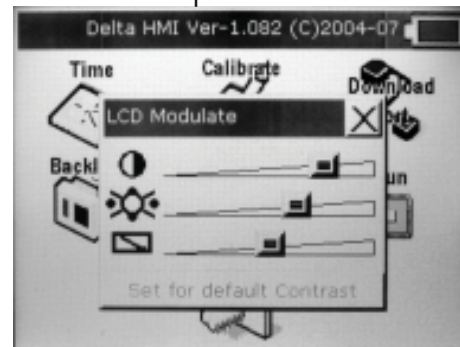 Delta HMI Ver-1.082 (C)2004-07
Time
Calibrate
Download
LCD Modulate
Set for default Contrast